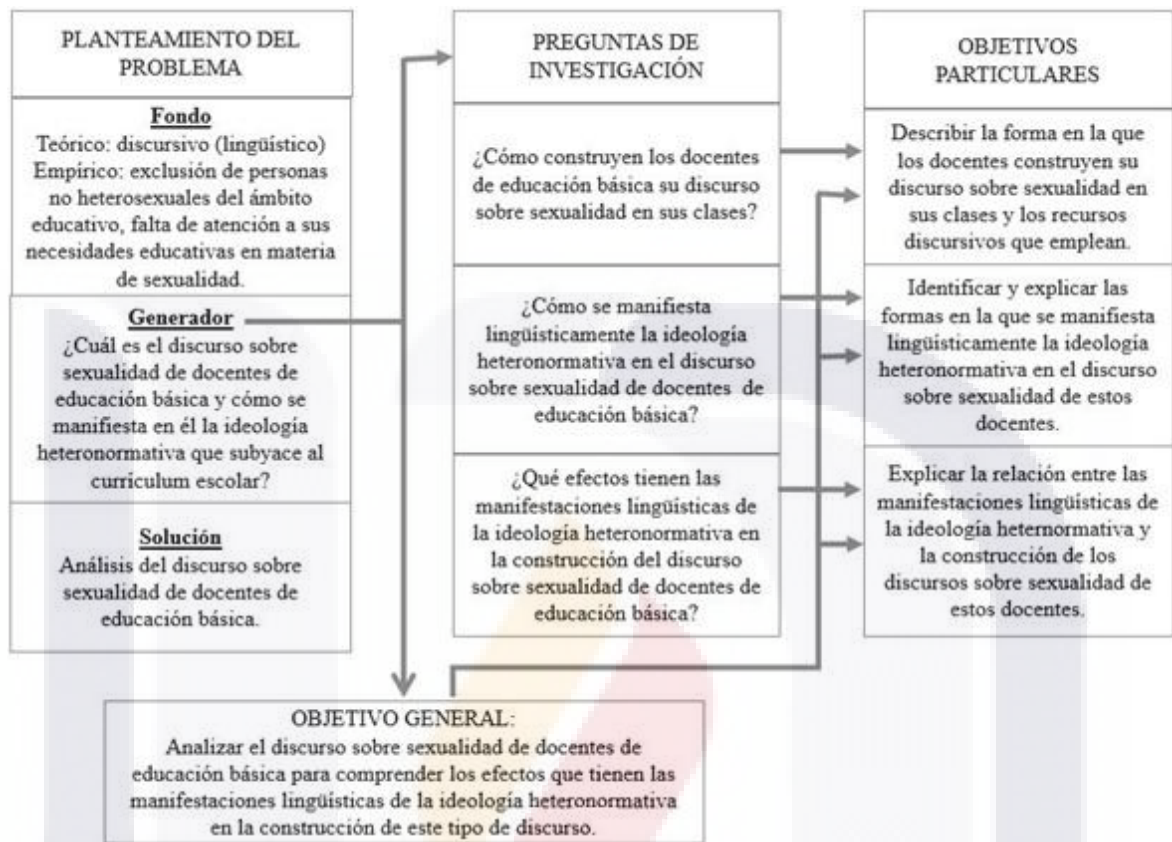 PLANTEAMIENTO DEL
PROBLEMA
Fondo
Teórico: discursivo (lingüístico)
Empírico: exclusión de personas
no heterosexuales del ámbito
educativo, falta de atención a sus
necesidades educativas en materia
de sexualidad.
Generador
¿Cuál es el discurso sobre
sexualidad de docentes de
educación básica y cómo se
manifiesta en él la ideología
heteronormativa que subyace al
curriculum escolar?
Solución
Análisis del discurso sobre
sexualidad de docentes de
educación básica.
PREGUNTAS DE
INVESTIGACIÓN
¿Cómo construyen los docentes
de educación básica su discurso
sobre sexualidad en sus clases?
¿Cómo se manifiesta
lingüísticamente la ideología
heteronormativa en el discurso
sobre sexualidad de docentes de
educación básica?
¿Qué efectos tienen las
manifestaciones lingüísticas de
la ideología heteronormativa en
la construcción del discurso
sobre sexualidad de docentes de
educación básica?
OBJETIVOS
PARTICULARES
Describir la forma en la que
los docentes construyen su
discurso sobre sexualidad en
sus clases y los recursos
discursivos que emplean.
Identificar y explicar las
formas en la que se manifiesta
lingüísticamente la ideología
heteronormativa en el discurso
sobre sexualidad de estos
docentes.
Explicar la relación entre las
manifestaciones lingüísticas de
la ideología heternormativa y
la construcción de los
discursos sobre sexualidad de
estos docentes.
OBJETIVO GENERAL:
Analizar el discurso sobre sexualidad de docentes de
educación básica para comprender los efectos que tienen las
manifestaciones lingüísticas de la ideología heteronormativa
en la construcción de este tipo de discurso.